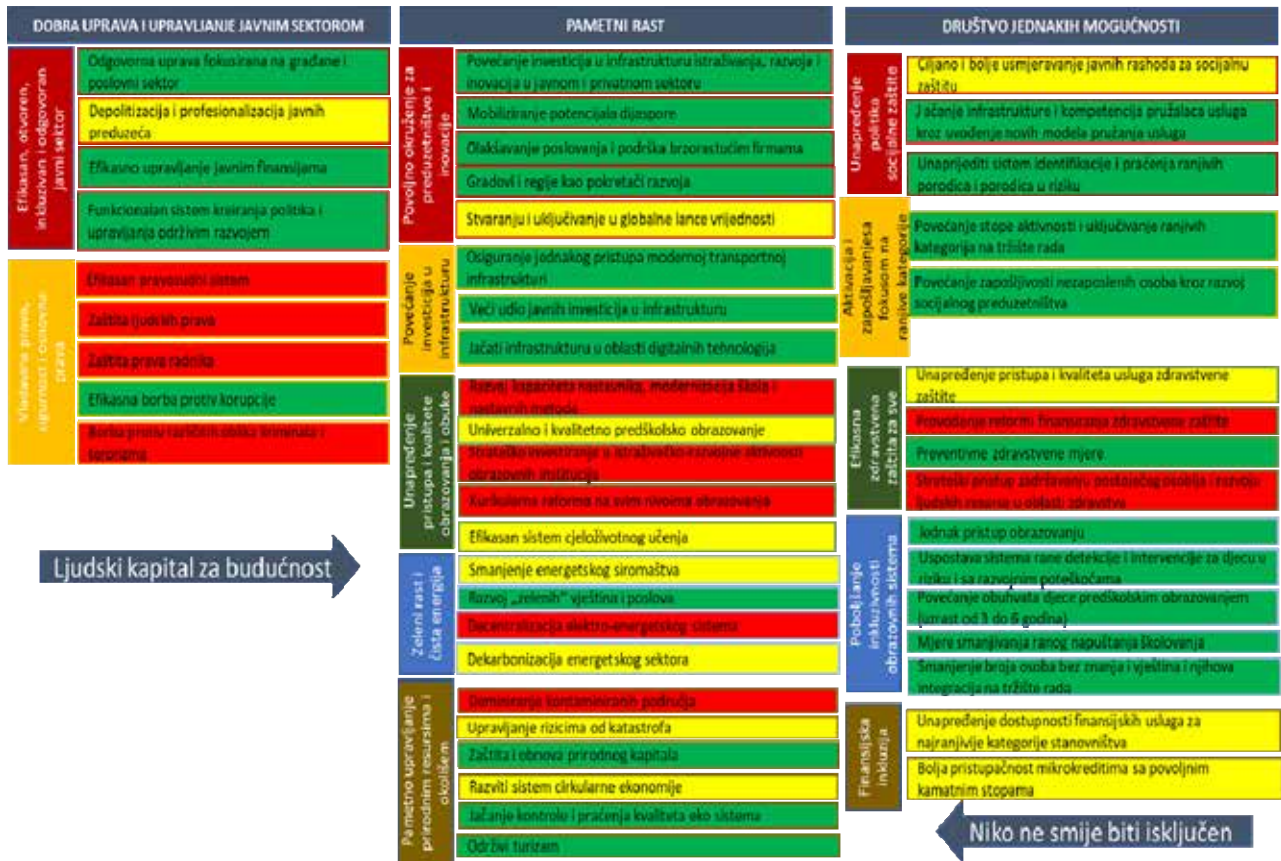 DOBRA UPRAVA I UPRAVLJANJE JAVNIM SEKTOROM
Efikasan, otvoren,
inkluzivan i odgovoran
javni sektor
Odgovorna uprava fokusirana na građane i
poslovni sektor
Depolitizacija i profesionalizacija javnih
preduzeća
Efikasno upravljanje javnim finansijama
Funkcionalan sistem kreiranja politika i
upravljanja održivim razvojem
Vladavina prava,
sigurnost i osnovna
prava
Efikasan pravosudni sistem
Zaštita ljudskih prava
Zaštita prava radnika
Efikasna borba protiv korupcije
Borba protiv različitih oblika kriminala i
terorizma
Ljudski kapital za budućnost
PAMETNI RAST
Povoljno okruženje za
preduzetništvo i
inovacije
Povećanje investicija u infrastrukturu istraživanja, razvoja i
inovacija u javnom i privatnom sektoru
Mobiliziranje potencijala dijaspore
Olakšavanje poslovanja i podrška brzorastućim firmama
Gradovi i regije kao pokretači razvoja
Stvaranju i uključivanje u globalne lance vrijednosti
Povećanje
investicija u
infrastrukturu
Osiguranje jednakog pristupa modernoj transportnoj
infrastrukturi
Veći udio javnih investicija u infrastrukturu
Jačati infrastrukturu u oblasti digitalnih tehnologija
Unapređenje
pristupa i kvalitete
obrazovanja i obuke
Razvoj kapaciteta nastavnika, modernizacija škola i
nastavnih metoda
Univerzalno i kvalitetno predškolsko obrazovanje
Strateško investiranje u istraživačko-razvojne aktivnosti
obrazovnih institucija
Kurikularna reforma na svim nivoima obrazovanja
Efikasan sistem cjeloživotnog učenja
Zeleni rast i
čista energija
Smanjenje energetskog siromaštva
Razvoj „zelenih“ vještina i poslova
Decentralizacija elektro-energetskog sistema
Dekarbonizacija energetskog sektora
Pametno upravljanje
prirodnim resursima i
okolišem
Deminiranje kontaminiranih područja
Upravljanje rizicima od katastrofa
Zaštita i obnova prirodnog kapitala
Razviti sistem cirkularne ekonomije
Jačanje kontrole i praćenja kvaliteta eko sistema
Održivi turizam
DRUŠTVO JEDNAKIH MOGUĆNOSTI
Unapređenje
politika
socijalne zaštite
Ciljano i bolje usmjeravanje javnih rashoda za socijalnu
zaštitu
Jačanje infrastrukture i kompetencija pružalaca usluga
kroz uvođenje novih modela pružanja usluga
Unaprijediti sistem identifikacije i praćenja ranjivih
porodica i porodica u riziku
Aktivacija i
zapošljavanjesa
fokusom na
ranjive kategorije
Povećanje stope aktivnosti i uključivanje ranjivih
kategorija na tržište rada
Povećanje zapošljivosti nezaposlenih osoba kroz razvoj
socijalnog preduzetništva
Efikasna
zdravstvena
zaštita za sve
Unapređenje pristupa i kvaliteta usluga zdravstvene
zaštite
Provođenje reformi finansiranja zdravstvene zaštite
Preventivne zdravstvene mjere
Strateški pristup zadržavanju postojećeg osoblja i razvoju
ljudskih resursa u oblasti zdravstva
Poboljšanje
inkluzivnosti
obrazovnih sistema
Jednak pristup obrazovanju
Uspostava sistema rane detekcije i intervencije za djecu u
riziku i sa razvojnim poteškoćama
Povećanje obuhvata djece predškolskim obrazovanjem
(uzrast od 3 do 6 godina)
Mjere smanjivanja ranog napuštanja školovanja
Smanjenje broja osoba bez znanja i vještina i njihova
integracija na tržište rada
Finansijska
inkluzija
Unapređenje dostupnosti finansijskih usluga za
najranjivije kategorije stanovništva
Bolja pristupačnost mikrokreditima sa povoljnim
kamatnim stopama
Niko ne smije biti isključen